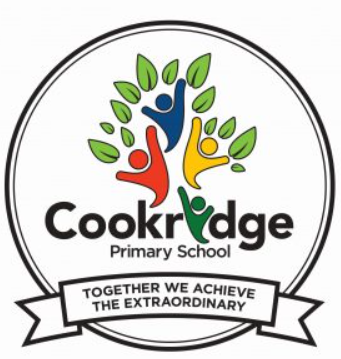 Cookridge
Primary School
TOGETHER WE ACHIEVE
THE EXTRAORDINARY